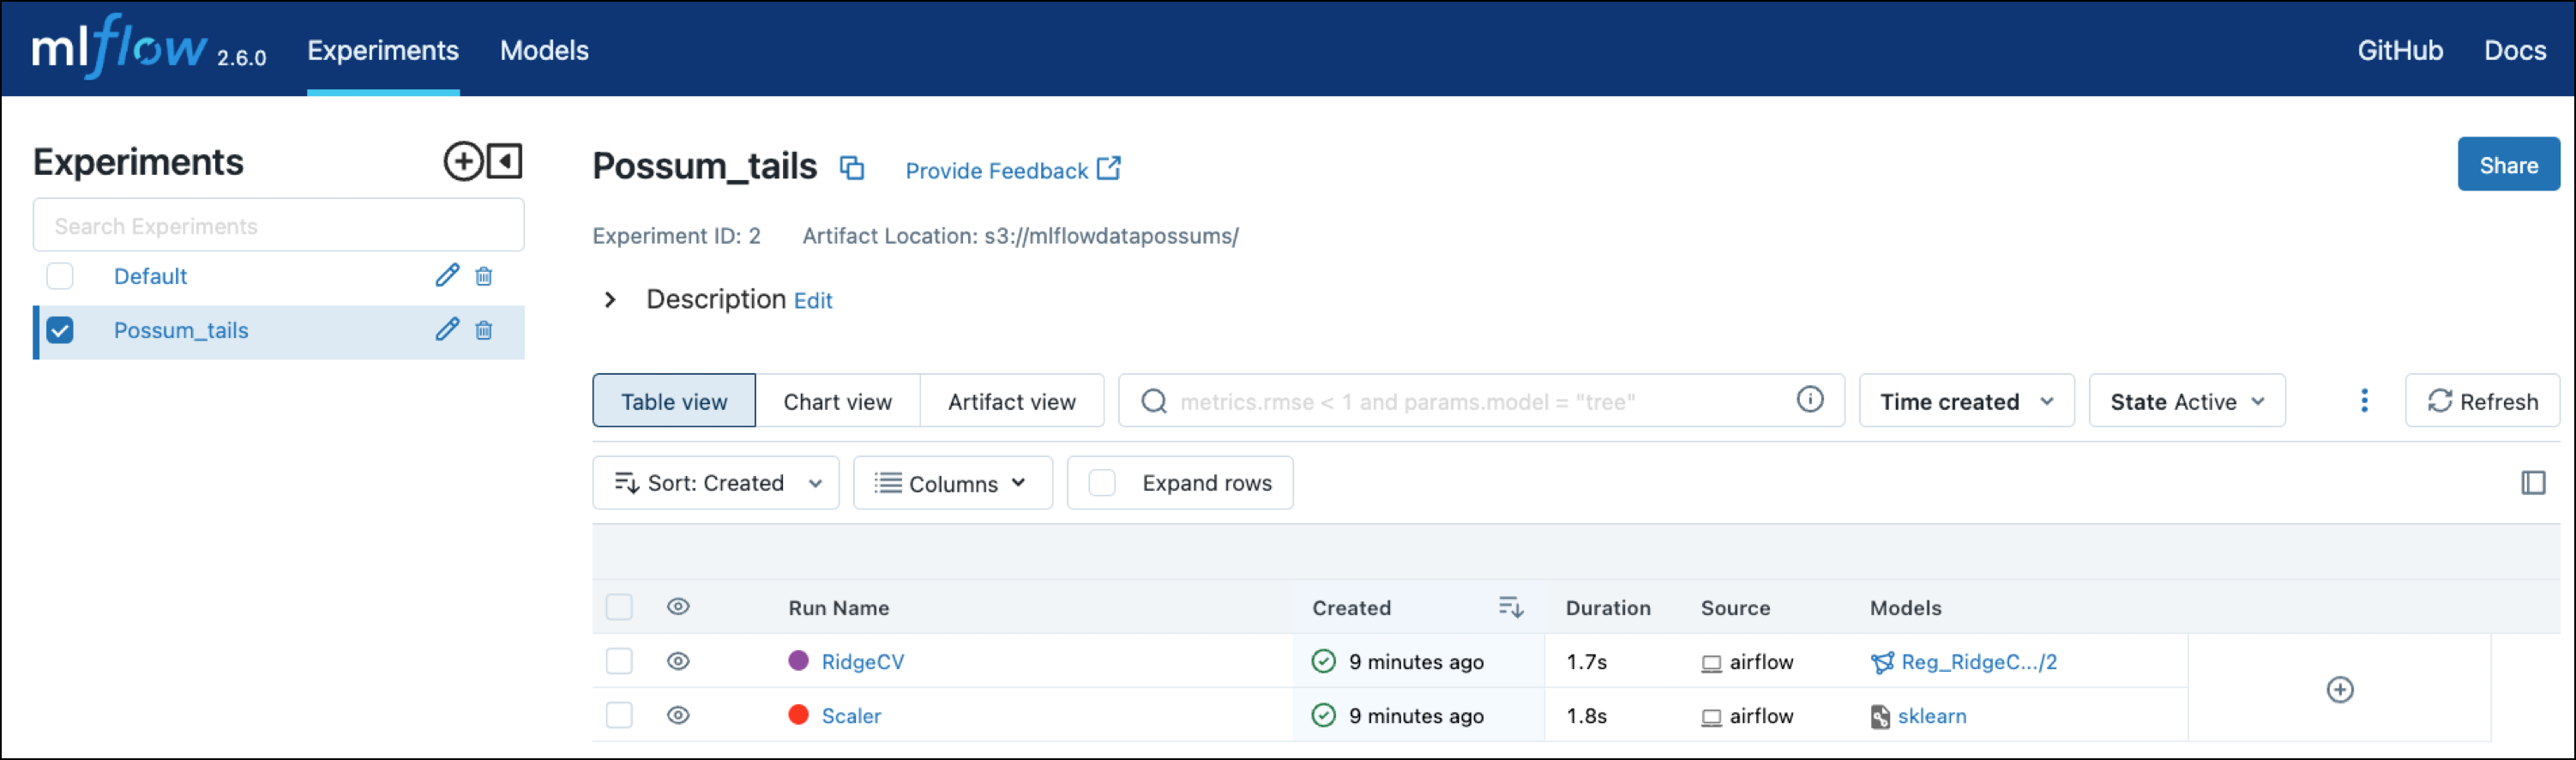 mlflow 2.6.0 Experiments Models GitHub Docs
Experiments
Search Experiments
Default
Possum_tails
Possum_tails Provide Feedback Share
Experiment ID: 2 Artifact Location: s3://mlflowdatapossums/
Description Edit
Table view Chart view Artifact view metrics.rmse < 1 and params.model = "tree" Time created State Active Refresh
Sort: Created Columns Expand rows
Run Name Created Duration Source Models
RidgeCV 9 minutes ago 1.7s airflow Reg_RidgeC.../2
Scaler 9 minutes ago 1.8s airflow sklearn